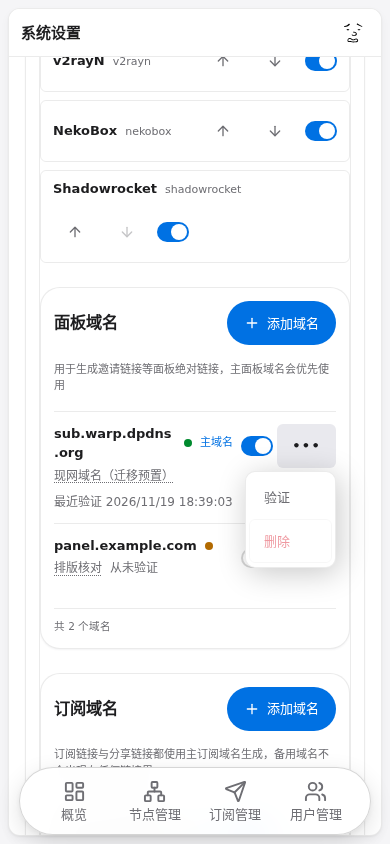 系统设置
v2rayN v2rayn
NekoBox nekobox
Shadowrocket shadowrocket
面板域名
添加域名
用于生成邀请链接等面板绝对链接，主面板域名会优先使
用
sub.warp.dpdns
.org
主域名
现网域名（迁移预置）
最近验证 2026/11/19 18:39:03
验证
删除
panel.example.com
排版核对 从未验证
共 2 个域名
订阅域名
添加域名
订阅链接与分享链接都使用主订阅域名生成，备用域名不
概览
节点管理
订阅管理
用户管理